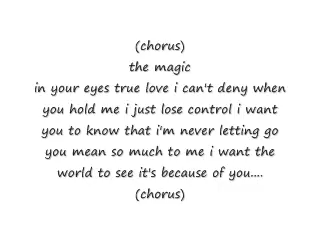 (chorus)
the magic
in your eyes true love i can't deny when
you hold me i just lose control i want
you to know that i'm never letting go
you mean so much to me i want the
world to see it's because of you....
(chorus)